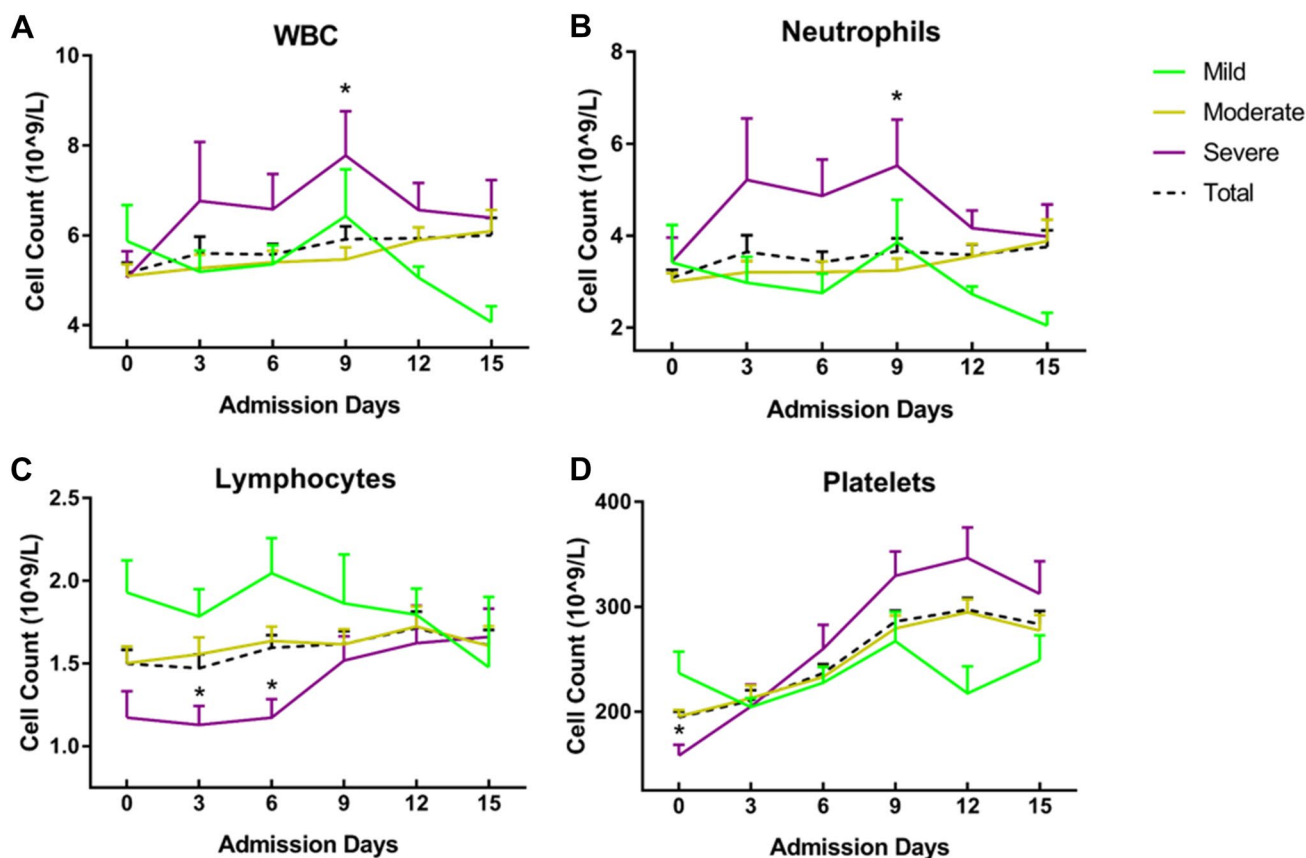 A
WBC
Cell Count (10^9/L)
10
8
6
4
*
0 3 6 9 12 15
Admission Days
B
Neutrophils
Cell Count (10^9/L)
8
6
4
2
*
0 3 6 9 12 15
Admission Days
Mild
Moderate
Severe
Total
C
Lymphocytes
Cell Count (10^9/L)
2.5
2.0
1.5
1.0
* *
0 3 6 9 12 15
Admission Days
D
Platelets
Cell Count (10^9/L)
400
300
200
*
0 3 6 9 12 15
Admission Days